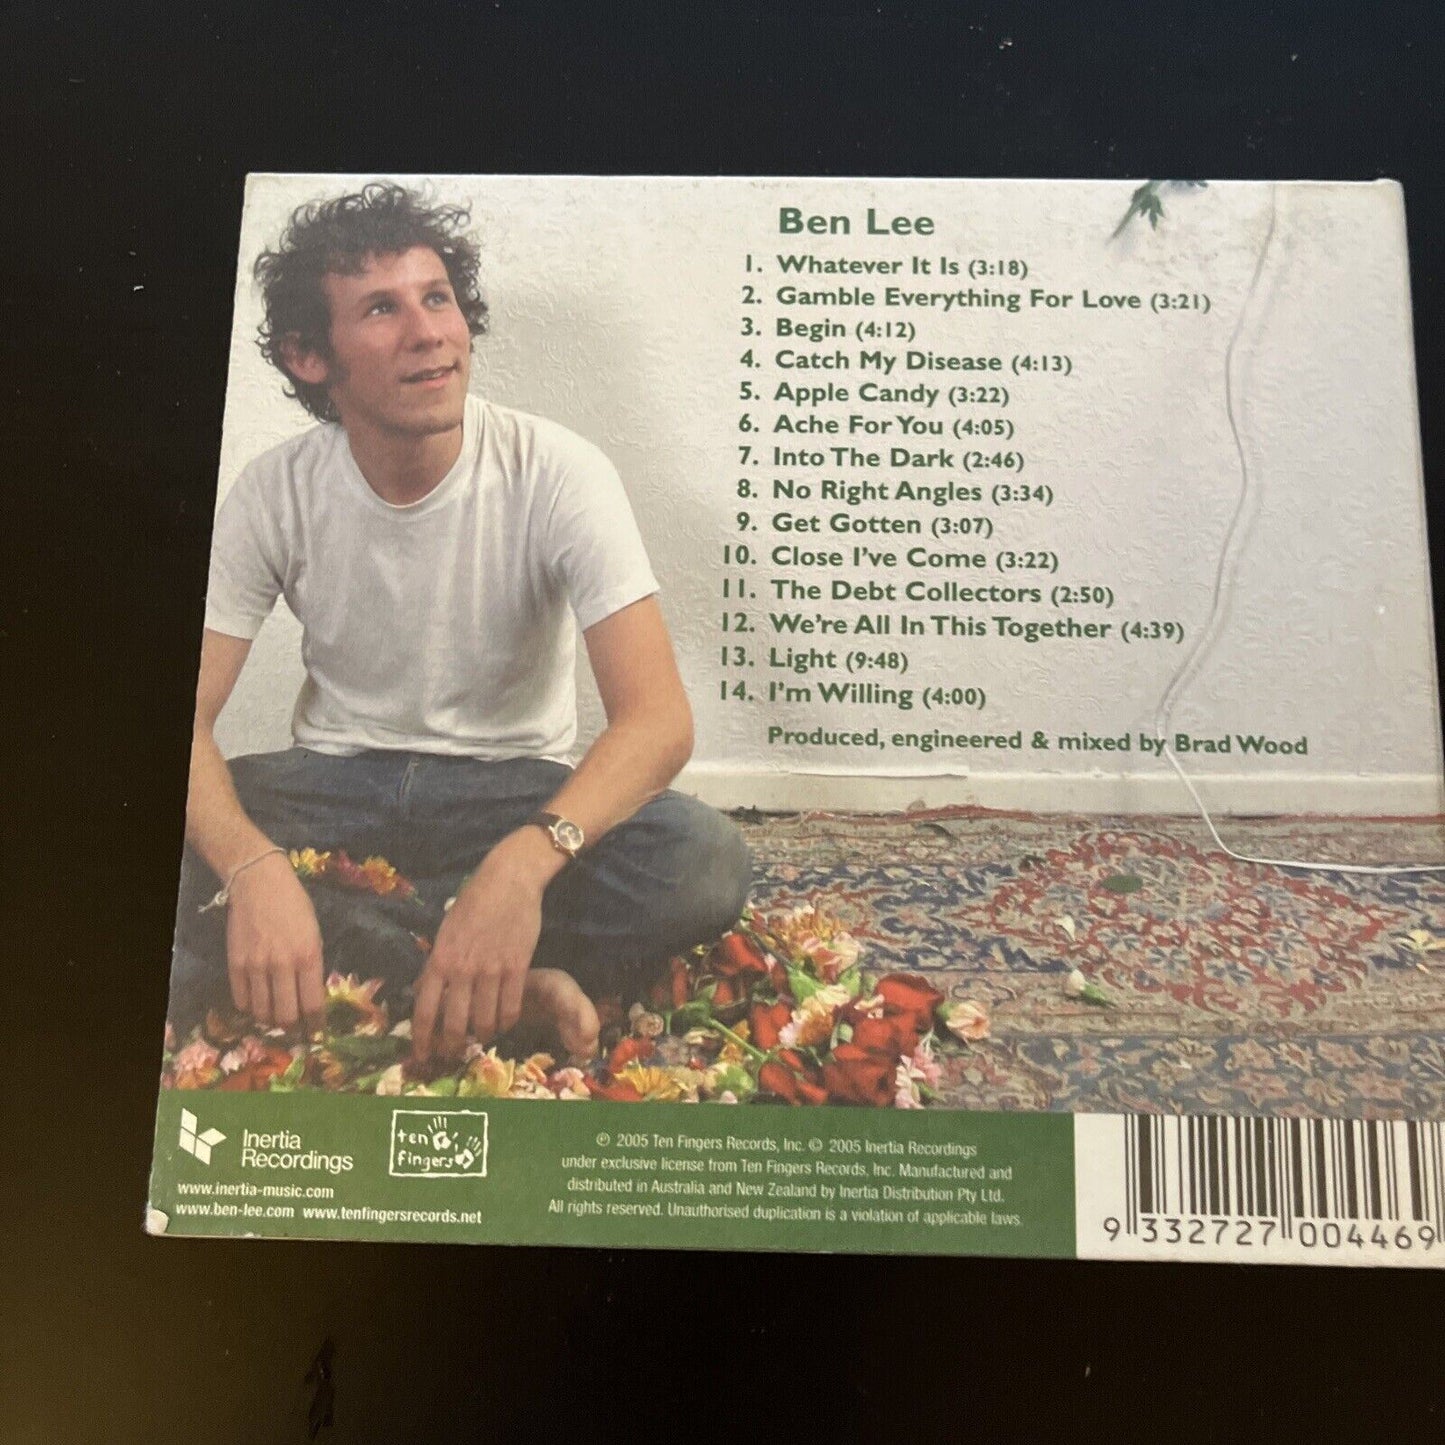 Ben Lee
1. Whatever It Is (3:18)
2. Gamble Everything For Love (3:21)
3. Begin (4:12)
4. Catch My Disease (4:13)
5. Apple Candy (3:22)
6. Ache For You (4:05)
7. Into The Dark (2:46)
8. No Right Angles (3:34)
9. Get Gotten (3:07)
10. Close I've Come (3:22)
11. The Debt Collectors (2:50)
12. We're All In This Together (4:39)
13. Light (9:48)
14. I'm Willing (4:00)
Produced, engineered & mixed by Brad Wood
Inertia
Recordings
ten
fingers
www.inertia-music.com
www.ben-lee.com www.tenfingersrecords.net
℗ 2005 Ten Fingers Records, Inc. © 2005 Inertia Recordings
under exclusive license from Ten Fingers Records, Inc. Manufactured and
distributed in Australia and New Zealand by Inertia Distribution Pty Ltd.
All rights reserved. Unauthorised duplication is a violation of applicable laws.
9 332727 004469